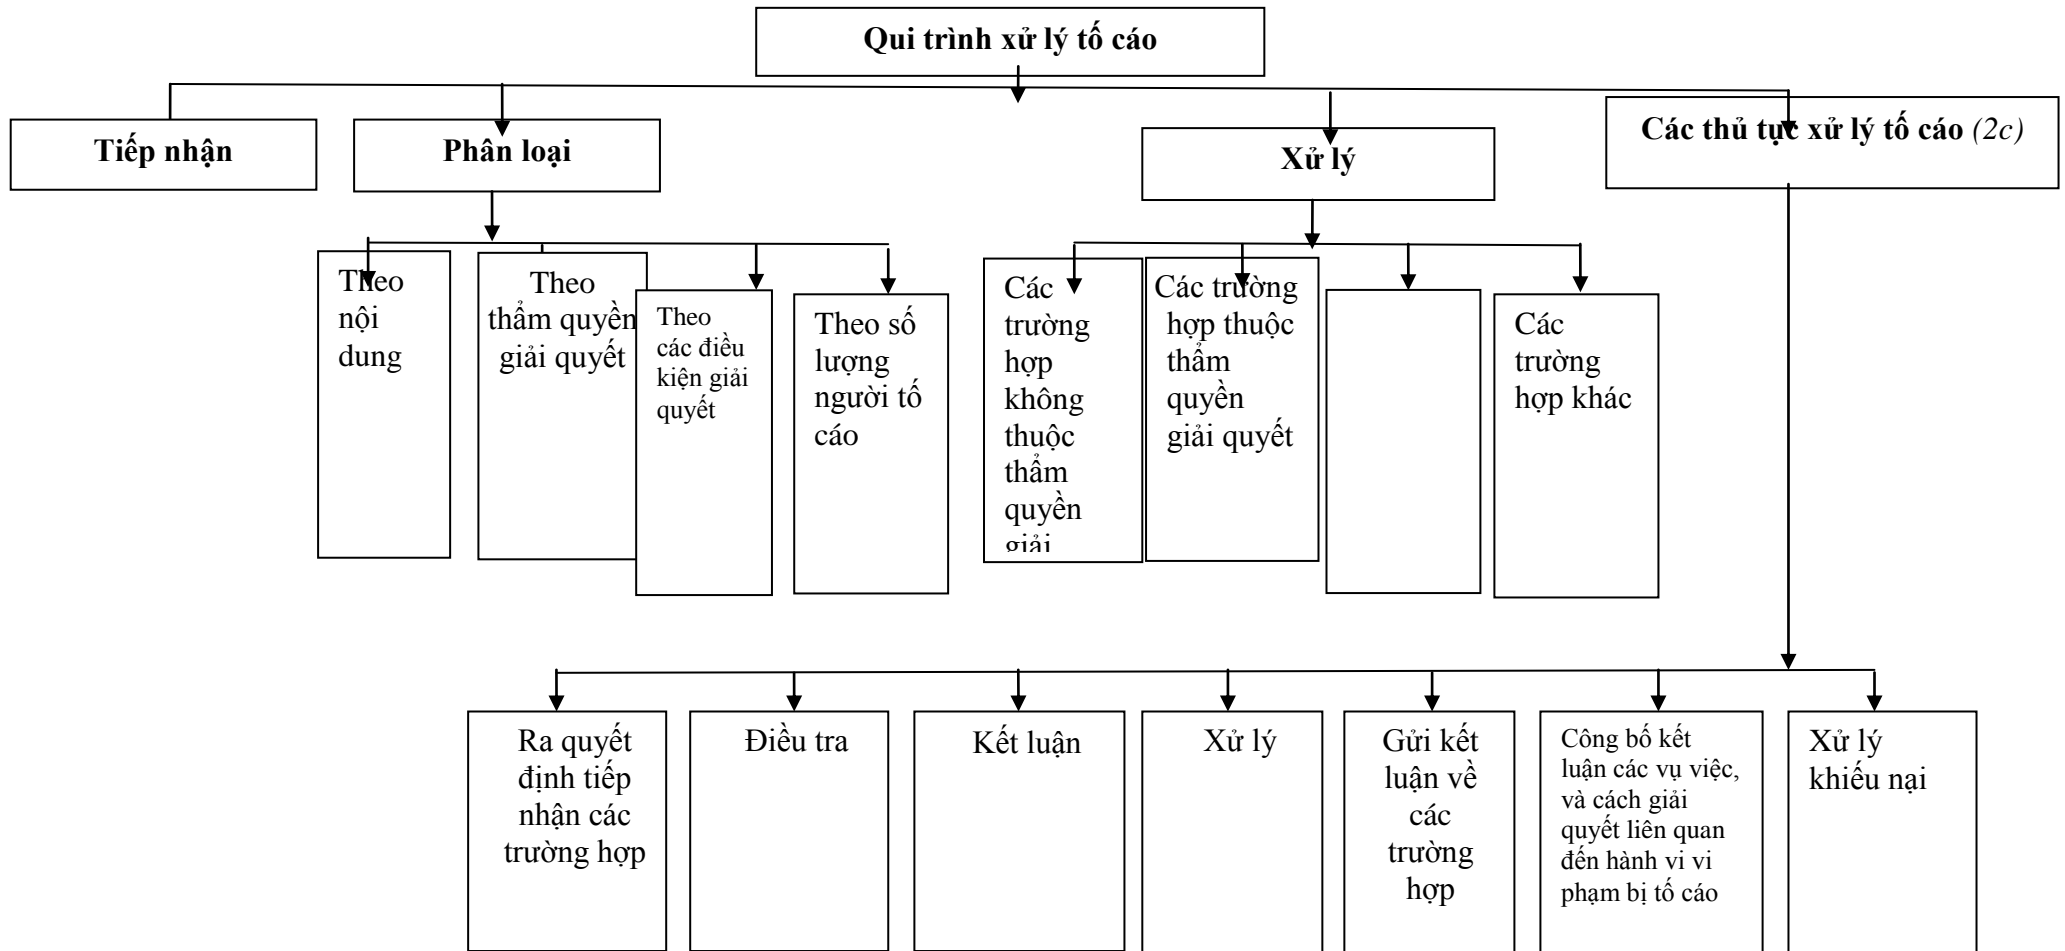 Qui trình xử lý tố cáo
Tiếp nhận
Phân loại
Xử lý
Các thủ tục xử lý tố cáo (2c)
Theo
nội
dung
Theo
thẩm quyền
giải quyết
Theo
các điều
kiện giải
quyết
Theo số
lượng
người tố
cáo
Các
trường
hợp
không
thuộc
thẩm
quyền
giải
Các trường
hợp thuộc
thẩm
quyền
giải quyết
Các
trường
hợp khác
Ra quyết
định tiếp
nhận các
trường hợp
Điều tra
Kết luận
Xử lý
Gửi kết
luận về
các
trường
hợp
Công bố kết
luận các vụ việc,
và cách giải
quyết liên quan
đến hành vi vi
phạm bị tố cáo
Xử lý
khiếu nại